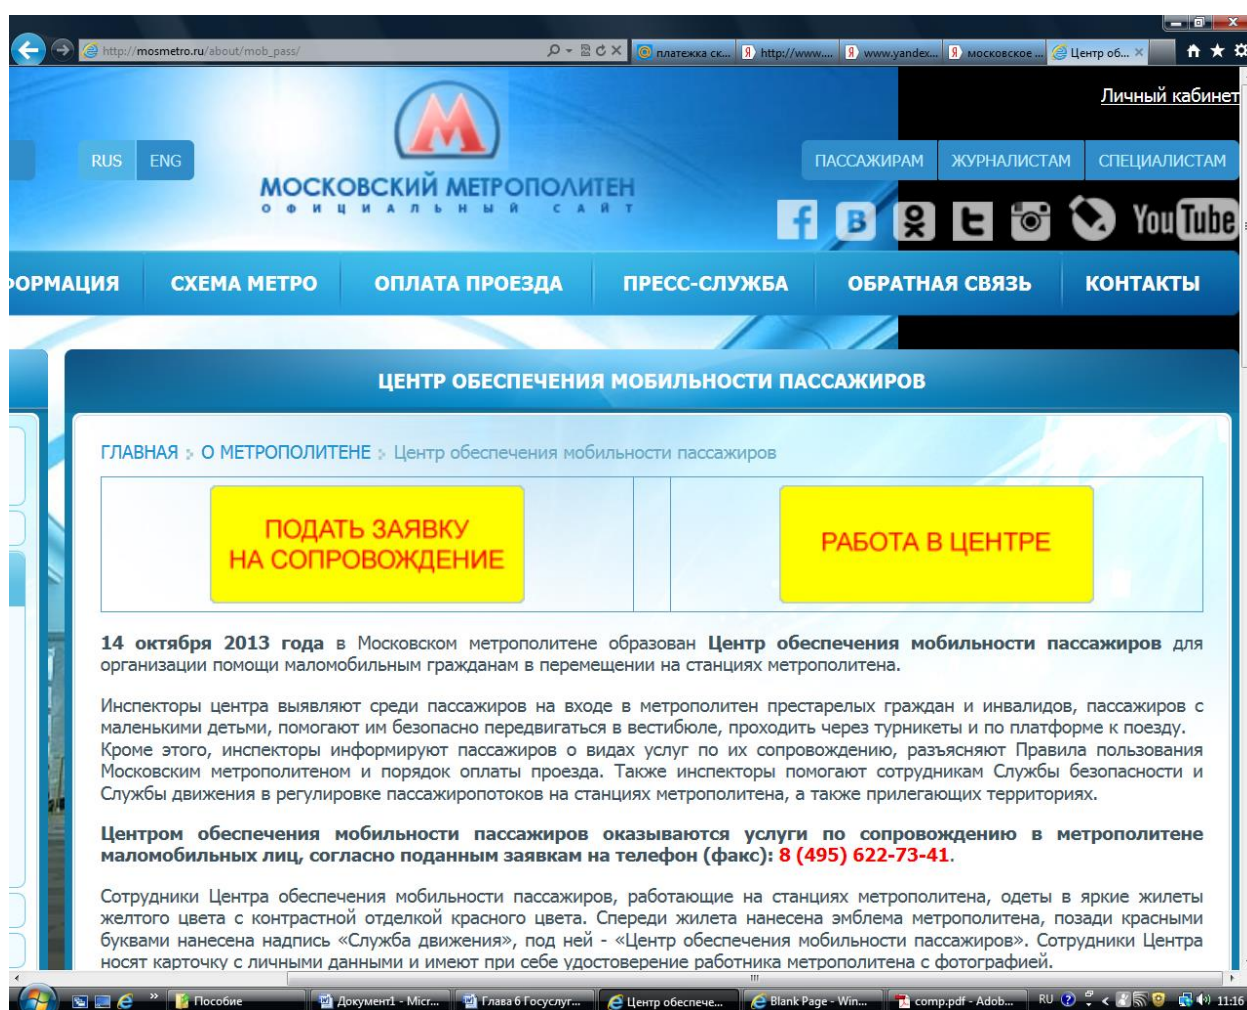 http://mosmetro.ru/about/mob_pass/
платежка ск...
http://www....
www.yandex...
московское ...
Центр об...
Личный кабинет
RUS ENG
ПАССАЖИРАМ ЖУРНАЛИСТАМ СПЕЦИАЛИСТАМ
МОСКОВСКИЙ МЕТРОПОЛИТЕН
ОФИЦИАЛЬНЫЙ САЙТ
YouTube
ФОРМАЦИЯ СХЕМА МЕТРО ОПЛАТА ПРОЕЗДА ПРЕСС-СЛУЖБА ОБРАТНАЯ СВЯЗЬ КОНТАКТЫ
ЦЕНТР ОБЕСПЕЧЕНИЯ МОБИЛЬНОСТИ ПАССАЖИРОВ
ГЛАВНАЯ О МЕТРОПОЛИТЕНЕ Центр обеспечения мобильности пассажиров
ПОДАТЬ ЗАЯВКУ
НА СОПРОВОЖДЕНИЕ
РАБОТА В ЦЕНТРЕ
14 октября 2013 года в Московском метрополитене образован Центр обеспечения мобильности пассажиров для
организации помощи маломобильным гражданам в перемещении на станциях метрополитена.
Инспекторы центра выявляют среди пассажиров на входе в метрополитен престарелых граждан и инвалидов, пассажиров с
маленькими детьми, помогают им безопасно передвигаться в вестибюле, проходить через турникеты и по платформе к поезду.
Кроме этого, инспекторы информируют пассажиров о видах услуг по их сопровождению, разъясняют Правила пользования
Московским метрополитеном и порядок оплаты проезда. Также инспекторы помогают сотрудникам Службы безопасности и
Службы движения в регулировке пассажиропотоков на станциях метрополитена, а также прилегающих территориях.
Центром обеспечения мобильности пассажиров оказываются услуги по сопровождению в метрополитене
маломобильных лиц, согласно поданным заявкам на телефон (факс): 8 (495) 622-73-41.
Сотрудники Центра обеспечения мобильности пассажиров, работающие на станциях метрополитена, одеты в яркие жилеты
желтого цвета с контрастной отделкой красного цвета. Спереди жилета нанесена эмблема метрополитена, позади красными
буквами нанесена надпись «Служба движения», под ней - «Центр обеспечения мобильности пассажиров». Сотрудники Центра
носят карточку с личными данными и имеют при себе удостоверение работника метрополитена с фотографией.
Пособие
Документ1 - Micr...
Глава 6 Госуслуг...
Центр обеспече...
Blank Page - Win...
comp.pdf - Adob...
RU
11:16